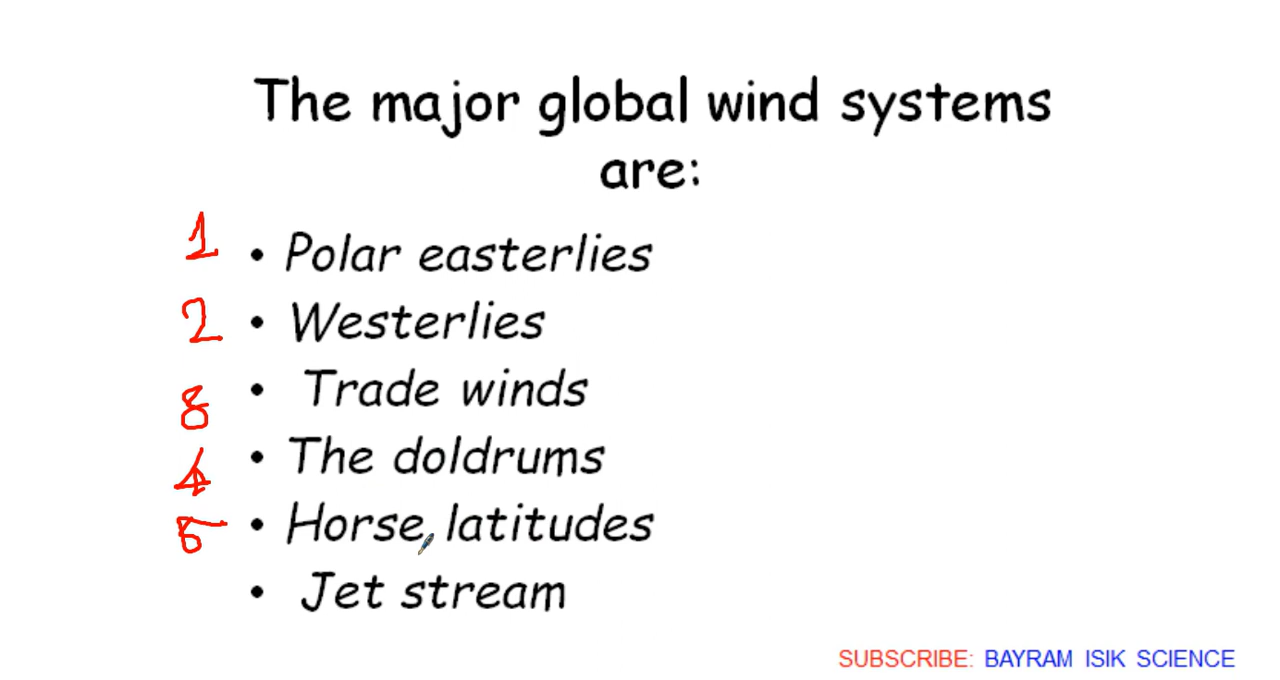 The major global wind systems
are:
1 • Polar easterlies
2 • Westerlies
8 • Trade winds
4 • The doldrums
5 • Horse latitudes
• Jet stream
SUBSCRIBE: BAYRAM ISIK SCIENCE